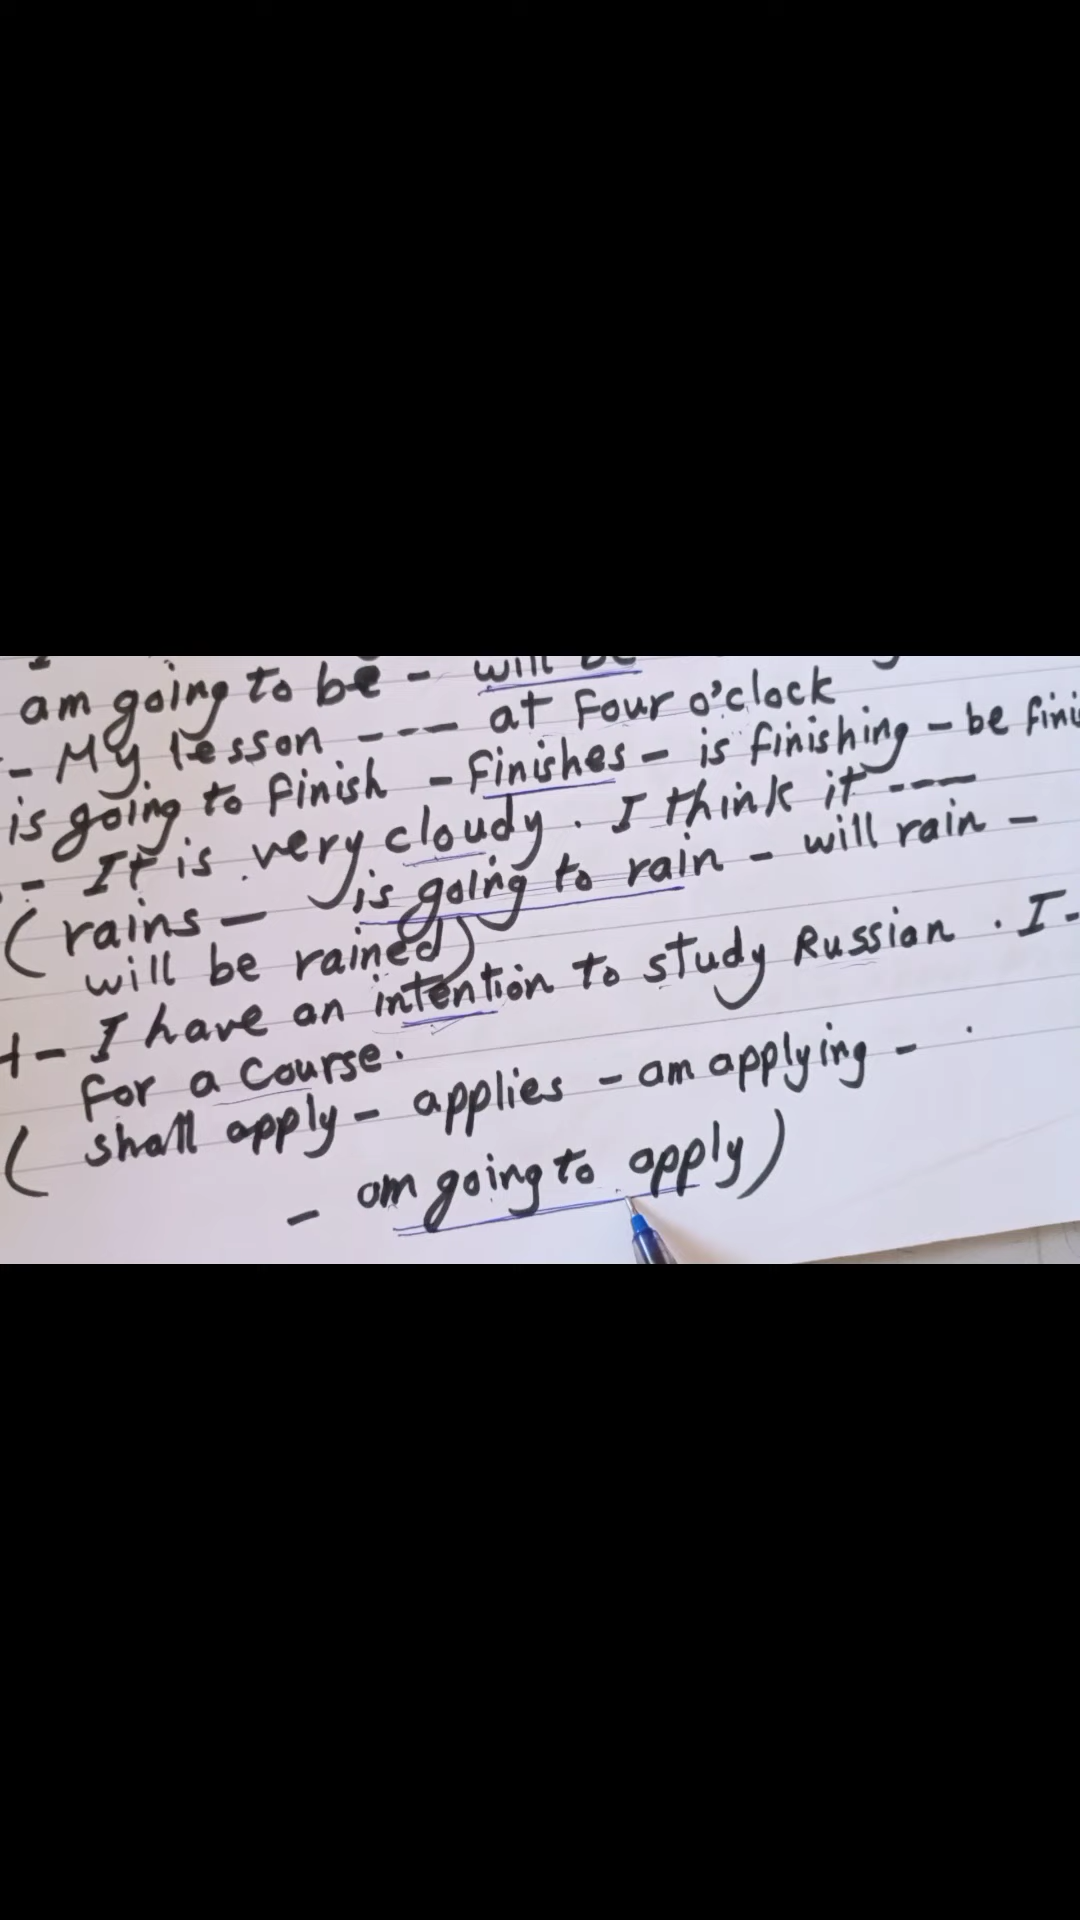 am going to be - will be
- My lesson ---- at Four o'clock
is going to Finish - Finishes - is finishing - be
- It is very cloudy. I think it ----
(rains - is going to rain - will rain -
will be rained)
- I have an intention to study Russian. I-
For a Course.
( shall apply - applies - am applying -
- am going to apply)